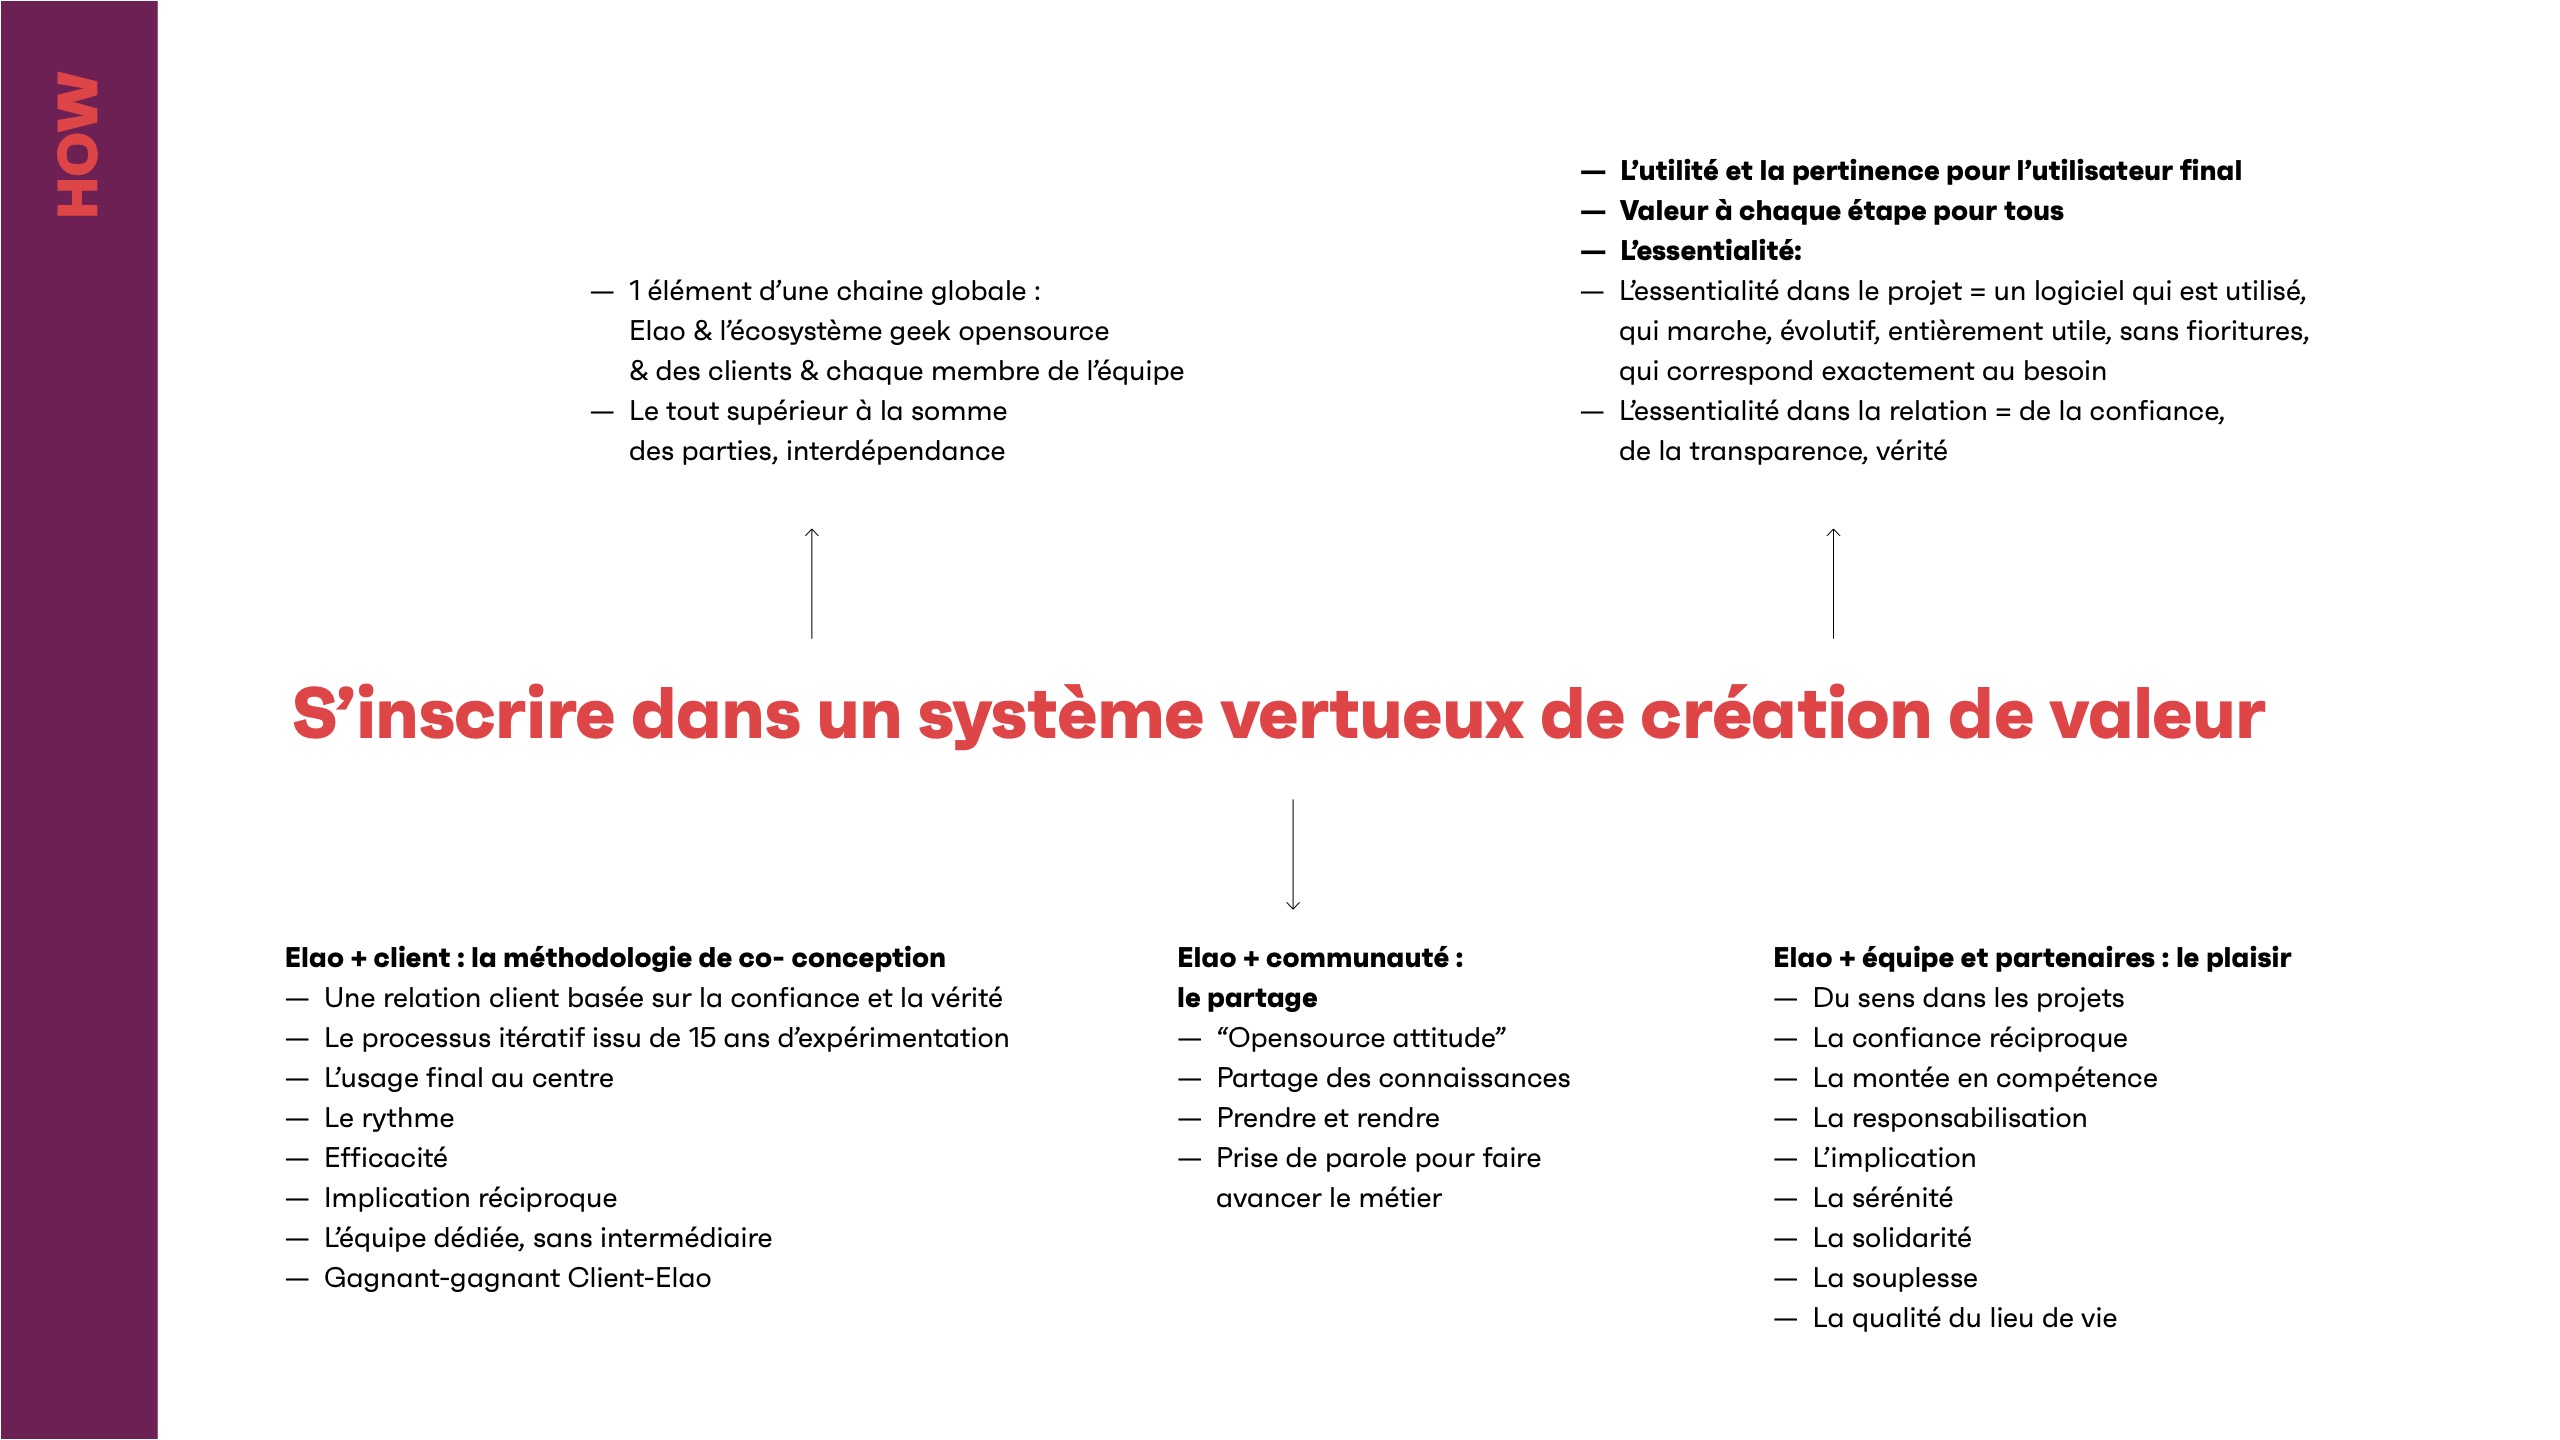 HOW
— 1 élément d’une chaine globale :
Elao & l’écosystème geek opensource
& des clients & chaque membre de l’équipe
— Le tout supérieur à la somme
des parties, interdépendance
— L’utilité et la pertinence pour l’utilisateur final
— Valeur à chaque étape pour tous
— L’essentialité:
— L’essentialité dans le projet = un logiciel qui est utilisé,
qui marche, évolutif, entièrement utile, sans fioritures,
qui correspond exactement au besoin
— L’essentialité dans la relation = de la confiance,
de la transparence, vérité
S’inscrire dans un système vertueux de création de valeur
Elao + client : la méthodologie de co- conception
— Une relation client basée sur la confiance et la vérité
— Le processus itératif issu de 15 ans d’expérimentation
— L’usage final au centre
— Le rythme
— Efficacité
— Implication réciproque
— L’équipe dédiée, sans intermédiaire
— Gagnant-gagnant Client-Elao
Elao + communauté :
le partage
— “Opensource attitude”
— Partage des connaissances
— Prendre et rendre
— Prise de parole pour faire
avancer le métier
Elao + équipe et partenaires : le plaisir
— Du sens dans les projets
— La confiance réciproque
— La montée en compétence
— La responsabilisation
— L’implication
— La sérénité
— La solidarité
— La souplesse
— La qualité du lieu de vie